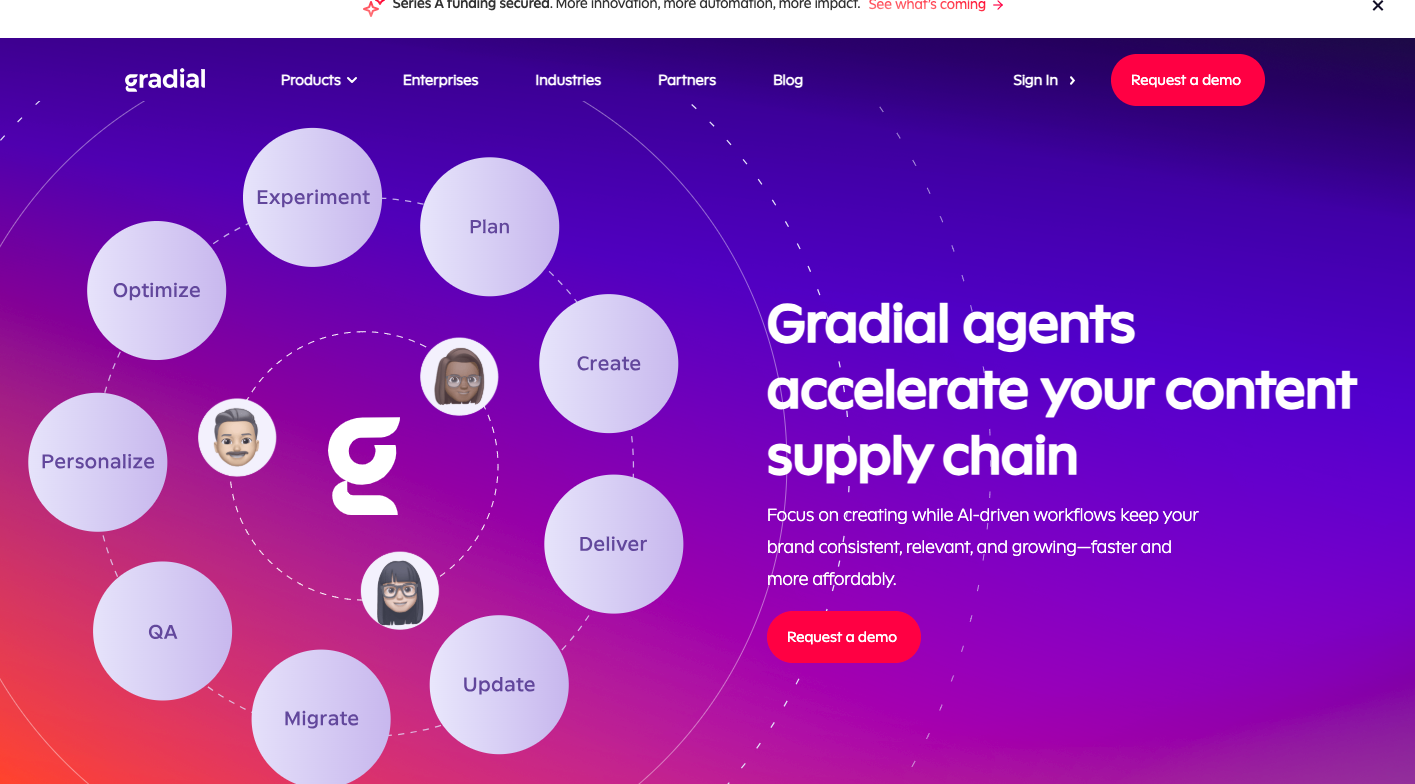 Series A funding secured. More innovation, more automation, more impact. See what's coming →
gradial
Products
Enterprises
Industries
Partners
Blog
Sign In
Request a demo
Experiment
Plan
Optimize
Create
Personalize
Deliver
QA
Update
Migrate
Gradial agents
accelerate your content
supply chain
Focus on creating while AI-driven workflows keep your
brand consistent, relevant, and growing—faster and
more affordably.
Request a demo